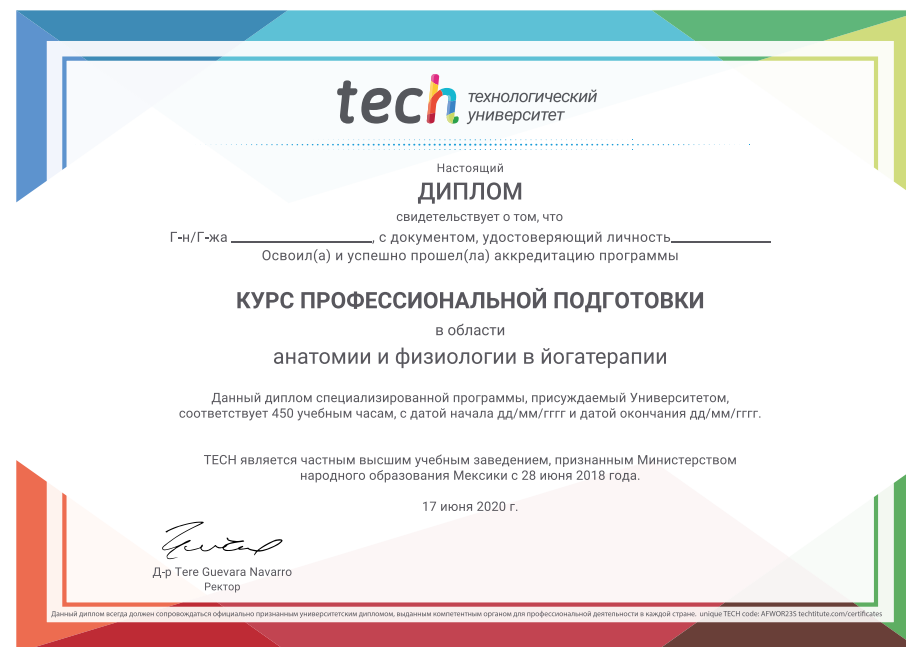 tech технологический
университет
Настоящий
ДИПЛОМ
свидетельствует о том, что
Г-н/Г-жа ____________________, с документом, удостоверяющий личность______________
Освоил(а) и успешно прошел(ла) аккредитацию программы
КУРС ПРОФЕССИОНАЛЬНОЙ ПОДГОТОВКИ
в области
анатомии и физиологии в йогатерапии
Данный диплом специализированной программы, присуждаемый Университетом,
соответствует 450 учебным часам, с датой начала дд/мм/гггг и датой окончания дд/мм/гггг.
TECH является частным высшим учебным заведением, признанным Министерством
народного образования Мексики с 28 июня 2018 года.
17 июня 2020 г.
Д-р Tere Guevara Navarro
Ректор
Данный диплом всегда должен сопровождаться официально признанным университетским дипломом, выданным компетентным органом для профессиональной деятельности в каждой стране. unique TECH code: AFWOR23S techtitute.com/certificates